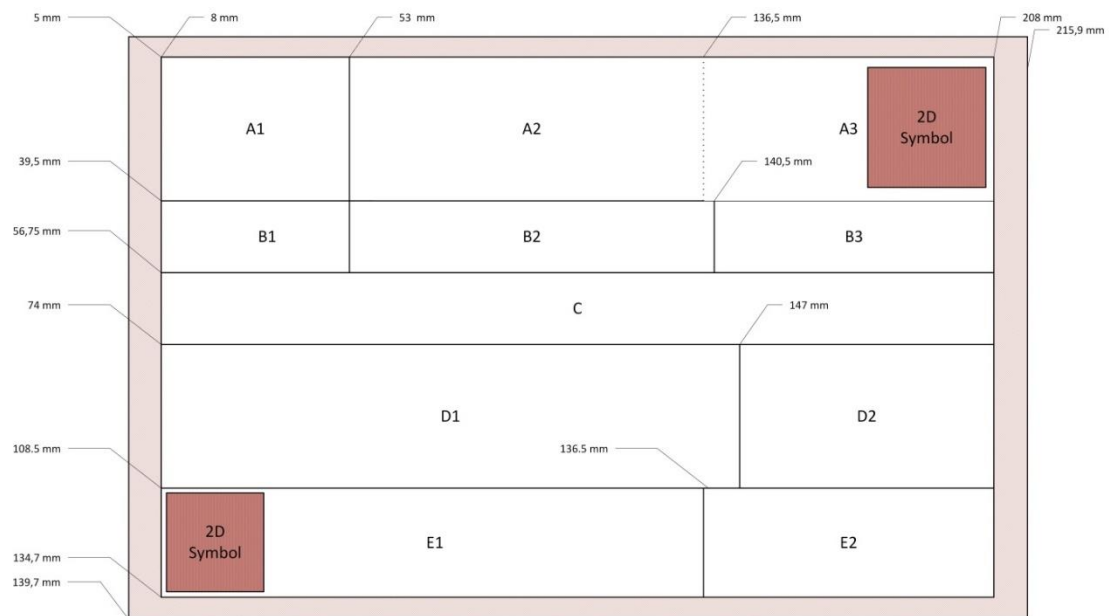 5 mm
8 mm
53 mm
136,5 mm
208 mm
215,9 mm
A1
A2
A3
2D
Symbol
39,5 mm
140,5 mm
56,75 mm
B1
B2
B3
74 mm
C
147 mm
D1
D2
108.5 mm
136.5 mm
2D
Symbol
E1
E2
134,7 mm
139,7 mm